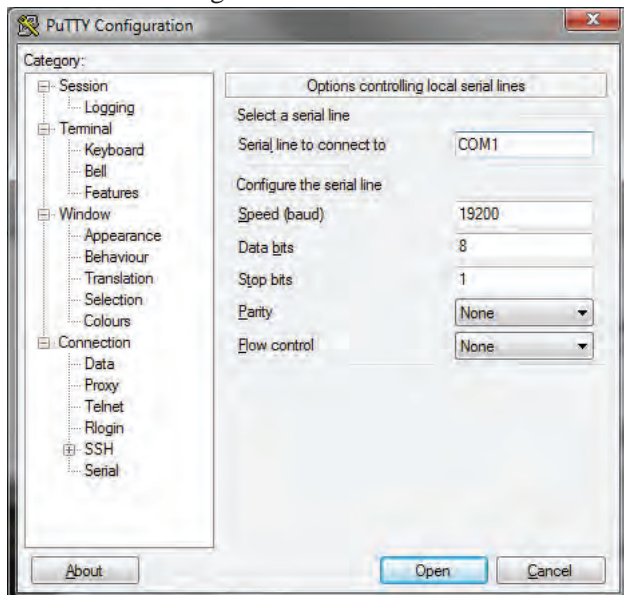 PuTTY Configuration
Category:
Session
Logging
Terminal
Keyboard
Bell
Features
Window
Appearance
Behaviour
Translation
Selection
Colours
Connection
Data
Proxy
Telnet
Rlogin
SSH
Serial
Options controlling local serial lines
Select a serial line
Serial line to connect to COM1
Configure the serial line
Speed (baud) 19200
Data bits 8
Stop bits 1
Parity None
Flow control None
About Open Cancel